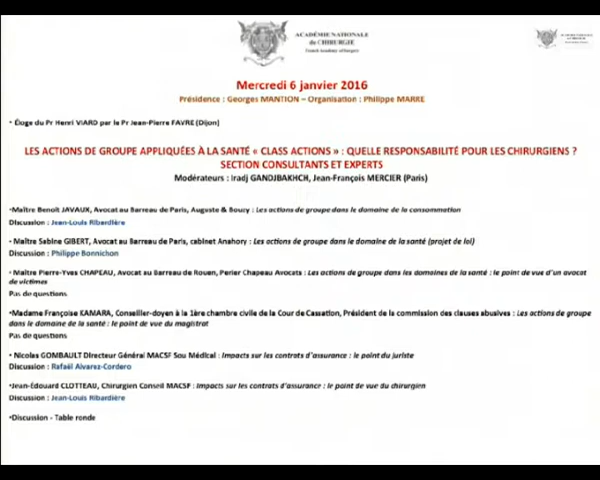 ACADÉMIE NATIONALE
de CHIRURGIE
French Academy of Surgery
Mercredi 6 janvier 2016
Présidence : Georges MANTION – Organisation : Philippe MARRE
• Éloge du Pr Henri VIARD par le Pr Jean-Pierre FAVRE (Dijon)
LES ACTIONS DE GROUPE APPLIQUÉES À LA SANTÉ « CLASS ACTIONS » : QUELLE RESPONSABILITÉ POUR LES CHIRURGIENS ?
SECTION CONSULTANTS ET EXPERTS
Modérateurs : Iradj GANDJBAKHCH, Jean-François MERCIER (Paris)
•Maître Benoît JAVAUX, Avocat au Barreau de Paris, Auguste & Boury : Les actions de groupe dans le domaine de la consommation
Discussion : Jean-Louis Ribardière
• Maître Sabine GIBERT, Avocat au Barreau de Paris, cabinet Anahory : Les actions de groupe dans le domaine de la santé (projet de loi)
Discussion : Philippe Bonnichon
• Maître Pierre-Yves CHAPEAU, Avocat au Barreau de Rouen, Perier Chapeau Avocats : Les actions de groupe dans les domaines de la santé : le point de vue d'un avocat
de victimes
Pas de questions
•Madame Françoise KAMARA, Conseiller-doyen à la 1ère chambre civile de la Cour de Cassation, Président de la commission des clauses abusives : Les actions de groupe
dans le domaine de la santé : le point de vue du magistrat
Pas de questions
• Nicolas GOMBAULT Directeur Général MACSF Sou Médical : Impacts sur les contrats d'assurance : le point du juriste
Discussion : Rafaël Alvarez-Cordero
•Jean-Édouard CLOTTEAU, Chirurgien Conseil MACSF : Impacts sur les contrats d'assurance : le point de vue du chirurgien
Discussion : Jean-Louis Ribardière
•Discussion - Table ronde